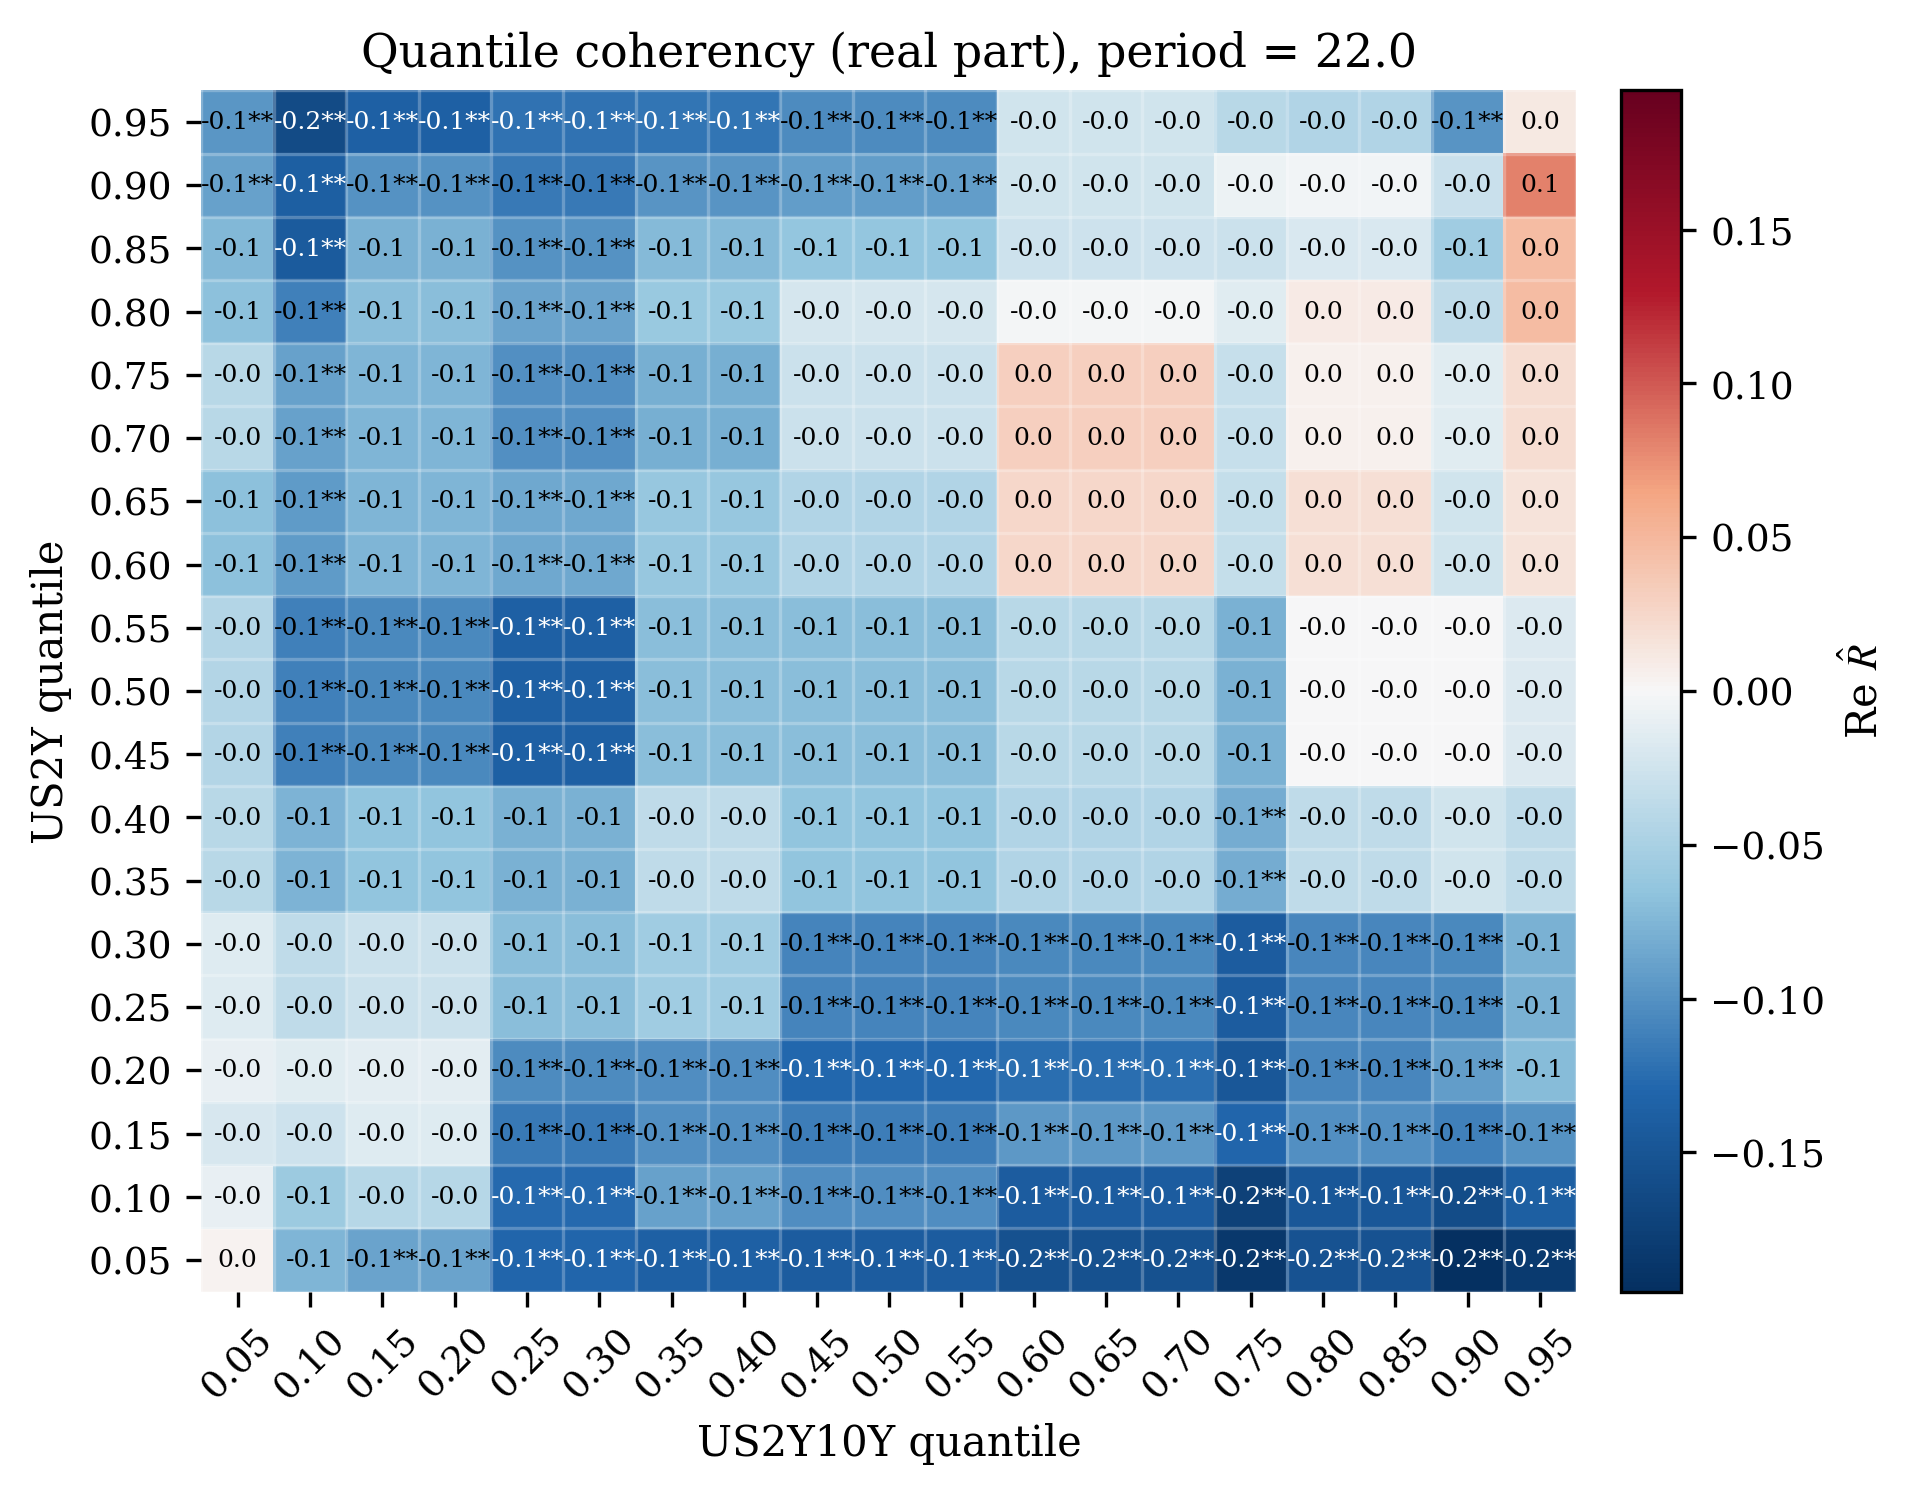 Quantile coherency (real part), period = 22.0
US2Y quantile
0.95 -0.1** -0.2** -0.1** -0.1** -0.1** -0.1** -0.1** -0.1** -0.1** -0.1** -0.1** -0.0 -0.0 -0.0 -0.0 -0.0 -0.0 -0.1** 0.0
0.90 -0.1** -0.1** -0.1** -0.1** -0.1** -0.1** -0.1** -0.1** -0.1** -0.1** -0.1** -0.0 -0.0 -0.0 -0.0 -0.0 -0.0 -0.0 0.1
0.85 -0.1 -0.1** -0.1 -0.1 -0.1** -0.1** -0.1 -0.1 -0.1 -0.1 -0.1 -0.0 -0.0 -0.0 -0.0 -0.0 -0.0 -0.1 0.0
0.80 -0.1 -0.1** -0.1 -0.1 -0.1** -0.1** -0.1 -0.1 -0.0 -0.0 -0.0 -0.0 -0.0 -0.0 -0.0 0.0 0.0 -0.0 0.0
0.75 -0.0 -0.1** -0.1 -0.1 -0.1** -0.1** -0.1 -0.1 -0.0 -0.0 -0.0 0.0 0.0 0.0 -0.0 0.0 0.0 -0.0 0.0
0.70 -0.0 -0.1** -0.1 -0.1 -0.1** -0.1** -0.1 -0.1 -0.0 -0.0 -0.0 0.0 0.0 0.0 -0.0 0.0 0.0 -0.0 0.0
0.65 -0.1 -0.1** -0.1 -0.1 -0.1** -0.1** -0.1 -0.1 -0.0 -0.0 -0.0 0.0 0.0 0.0 -0.0 0.0 0.0 -0.0 0.0
0.60 -0.1 -0.1** -0.1 -0.1 -0.1** -0.1** -0.1 -0.1 -0.0 -0.0 -0.0 0.0 0.0 0.0 -0.0 0.0 0.0 -0.0 0.0
0.55 -0.0 -0.1** -0.1** -0.1** -0.1** -0.1** -0.1 -0.1 -0.1 -0.1 -0.1 -0.0 -0.0 -0.0 -0.1 -0.0 -0.0 -0.0 -0.0
0.50 -0.0 -0.1** -0.1** -0.1** -0.1** -0.1** -0.1 -0.1 -0.1 -0.1 -0.1 -0.0 -0.0 -0.0 -0.1 -0.0 -0.0 -0.0 -0.0
0.45 -0.0 -0.1** -0.1** -0.1** -0.1** -0.1** -0.1 -0.1 -0.1 -0.1 -0.1 -0.0 -0.0 -0.0 -0.1 -0.0 -0.0 -0.0 -0.0
0.40 -0.0 -0.1 -0.1 -0.1 -0.1 -0.1 -0.0 -0.0 -0.1 -0.1 -0.1 -0.0 -0.0 -0.0 -0.1** -0.0 -0.0 -0.0 -0.0
0.35 -0.0 -0.1 -0.1 -0.1 -0.1 -0.1 -0.0 -0.0 -0.1 -0.1 -0.1 -0.0 -0.0 -0.0 -0.1** -0.0 -0.0 -0.0 -0.0
0.30 -0.0 -0.0 -0.0 -0.0 -0.1 -0.1 -0.1 -0.1 -0.1** -0.1** -0.1** -0.1** -0.1** -0.1** -0.1** -0.1** -0.1** -0.1** -0.1
0.25 -0.0 -0.0 -0.0 -0.0 -0.1 -0.1 -0.1 -0.1 -0.1** -0.1** -0.1** -0.1** -0.1** -0.1** -0.1** -0.1** -0.1** -0.1** -0.1
0.20 -0.0 -0.0 -0.0 -0.0 -0.1** -0.1** -0.1** -0.1** -0.1** -0.1** -0.1** -0.1** -0.1** -0.1** -0.1** -0.1** -0.1** -0.1** -0.1
0.15 -0.0 -0.0 -0.0 -0.0 -0.1** -0.1** -0.1** -0.1** -0.1** -0.1** -0.1** -0.1** -0.1** -0.1** -0.1** -0.1** -0.1** -0.1** -0.1**
0.10 -0.0 -0.1 -0.0 -0.0 -0.1** -0.1** -0.1** -0.1** -0.1** -0.1** -0.1** -0.1** -0.1** -0.1** -0.2** -0.1** -0.1** -0.2** -0.1**
0.05 0.0 -0.1 -0.1** -0.1** -0.1** -0.1** -0.1** -0.1** -0.1** -0.1** -0.1** -0.2** -0.2** -0.2** -0.2** -0.2** -0.2** -0.2** -0.2**
0.05 0.10 0.15 0.20 0.25 0.30 0.35 0.40 0.45 0.50 0.55 0.60 0.65 0.70 0.75 0.80 0.85 0.90 0.95
US2Y10Y quantile
0.15
0.10
0.05
0.00
−0.05
−0.10
−0.15
Re R̂